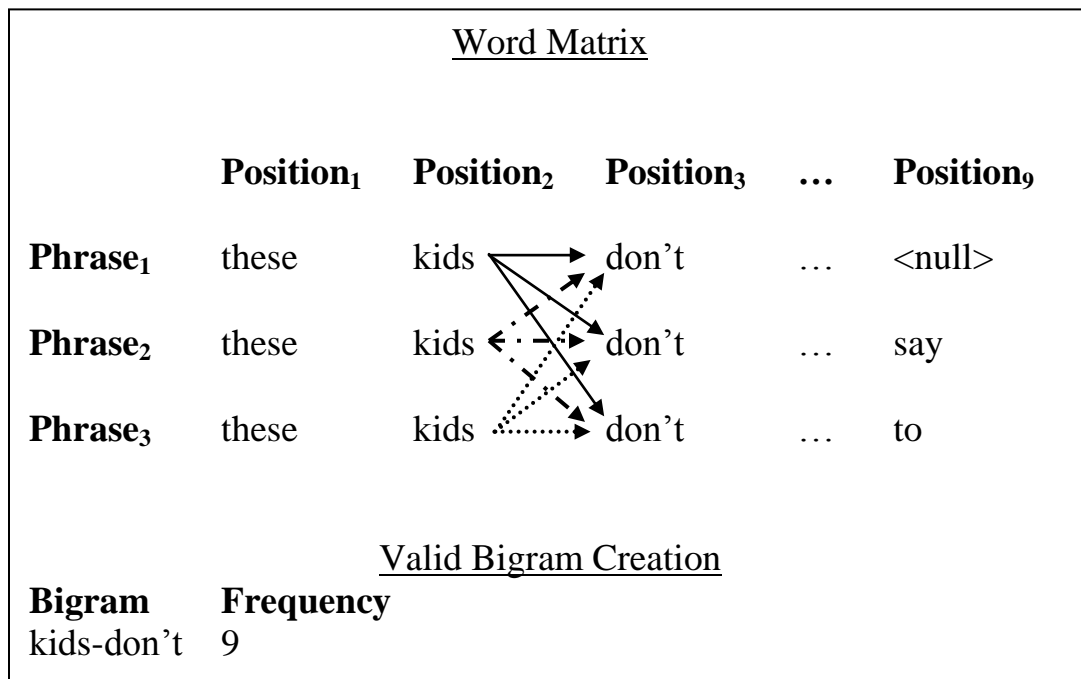 Word Matrix
Position₁ Position₂ Position₃ … Position₉
Phrase₁ these kids don’t … <null>
Phrase₂ these kids don’t … say
Phrase₃ these kids don’t … to
Valid Bigram Creation
Bigram Frequency
kids-don’t 9